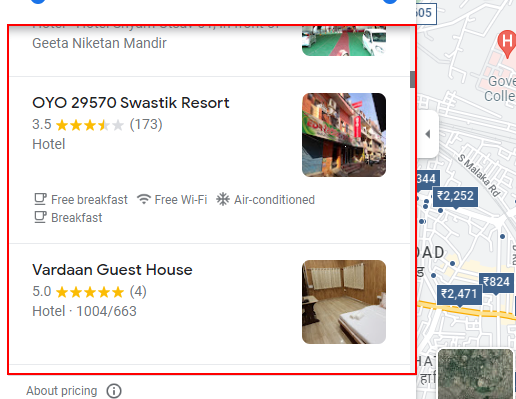 Geeta Niketan Mandir
OYO 29570 Swastik Resort
3.5 (173)
Hotel
Free breakfast Free Wi-Fi Air-conditioned
Breakfast
Vardaan Guest House
5.0 (4)
Hotel · 1004/663
About pricing
605
H
Gove
Colle
S Malaka Rd
344
₹2,252
OAD
₹824
₹2,471
HAT